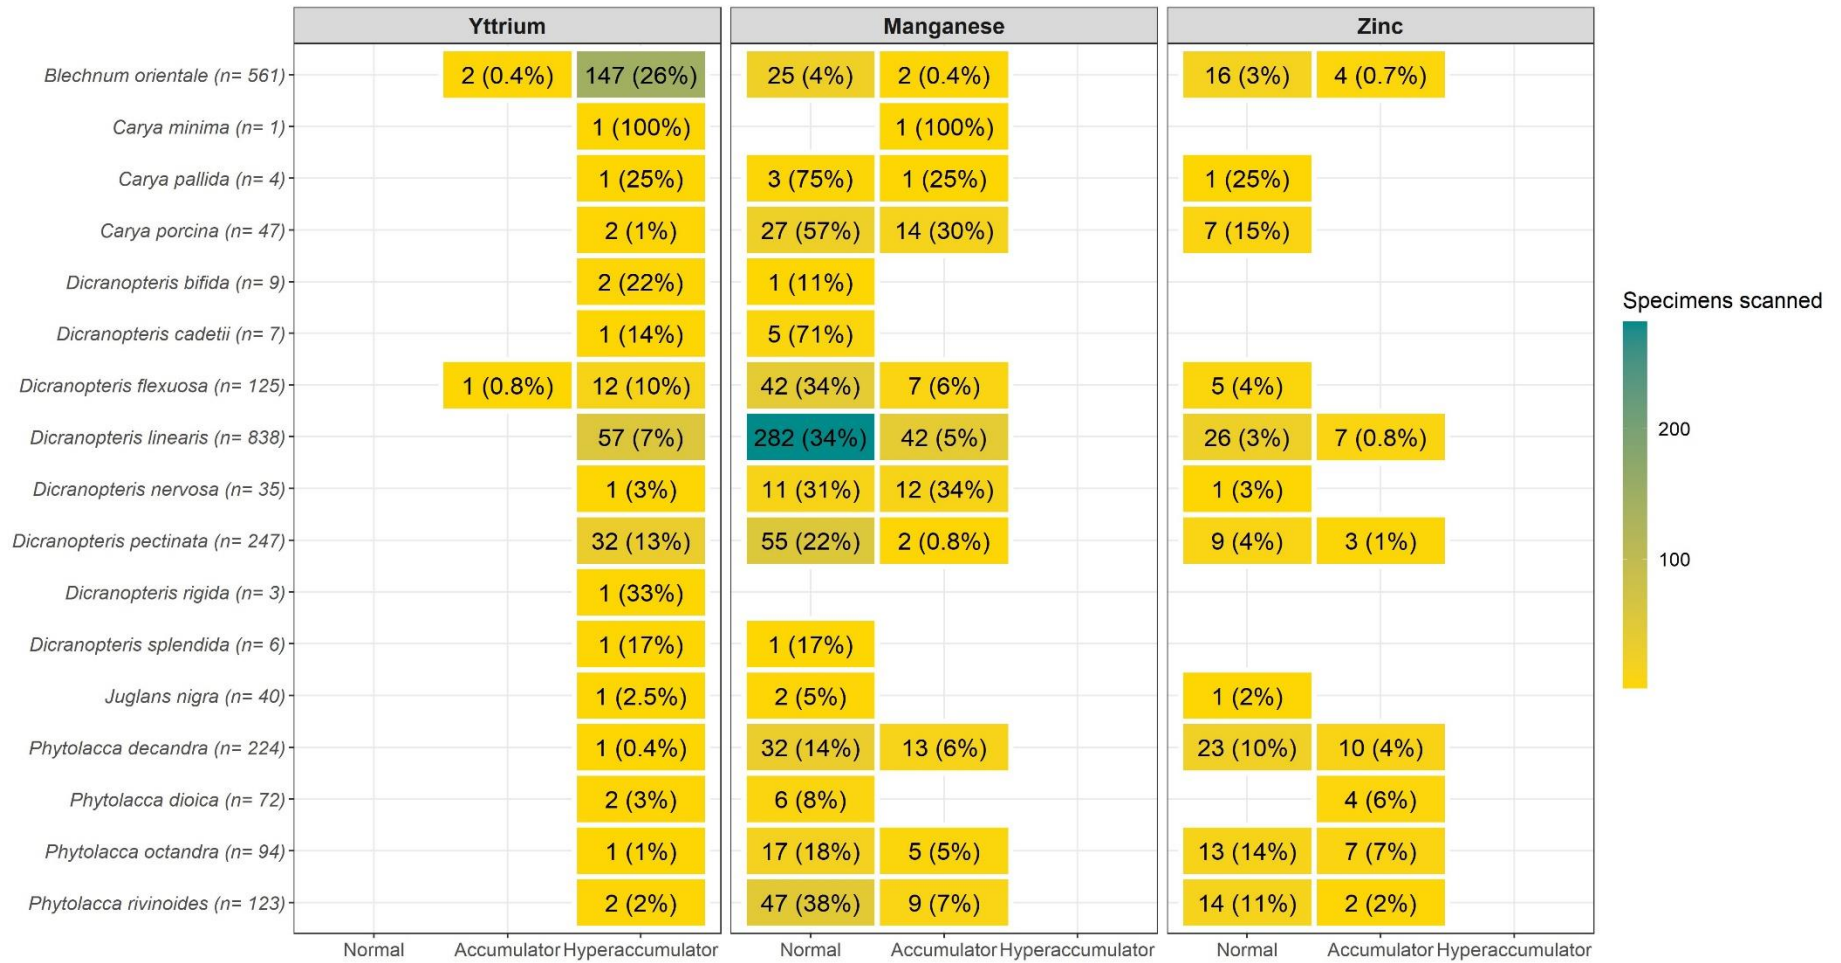 Yttrium Manganese Zinc
Blechnum orientale (n= 561) 2 (0.4%) 147 (26%) 25 (4%) 2 (0.4%) 16 (3%) 4 (0.7%)
Carya minima (n= 1) 1 (100%) 1 (100%)
Carya pallida (n= 4) 1 (25%) 3 (75%) 1 (25%) 1 (25%)
Carya porcina (n= 47) 2 (1%) 27 (57%) 14 (30%) 7 (15%)
Dicranopteris bifida (n= 9) 2 (22%) 1 (11%)
Dicranopteris cadetii (n= 7) 1 (14%) 5 (71%)
Dicranopteris flexuosa (n= 125) 1 (0.8%) 12 (10%) 42 (34%) 7 (6%) 5 (4%)
Dicranopteris linearis (n= 838) 57 (7%) 282 (34%) 42 (5%) 26 (3%) 7 (0.8%)
Dicranopteris nervosa (n= 35) 1 (3%) 11 (31%) 12 (34%) 1 (3%)
Dicranopteris pectinata (n= 247) 32 (13%) 55 (22%) 2 (0.8%) 9 (4%) 3 (1%)
Dicranopteris rigida (n= 3) 1 (33%)
Dicranopteris splendida (n= 6) 1 (17%) 1 (17%)
Juglans nigra (n= 40) 1 (2.5%) 2 (5%) 1 (2%)
Phytolacca decandra (n= 224) 1 (0.4%) 32 (14%) 13 (6%) 23 (10%) 10 (4%)
Phytolacca dioica (n= 72) 2 (3%) 6 (8%) 4 (6%)
Phytolacca octandra (n= 94) 1 (1%) 17 (18%) 5 (5%) 13 (14%) 7 (7%)
Phytolacca rivinoides (n= 123) 2 (2%) 47 (38%) 9 (7%) 14 (11%) 2 (2%)
Normal Accumulator Hyperaccumulator Normal Accumulator Hyperaccumulator Normal Accumulator Hyperaccumulator
Specimens scanned
200
100